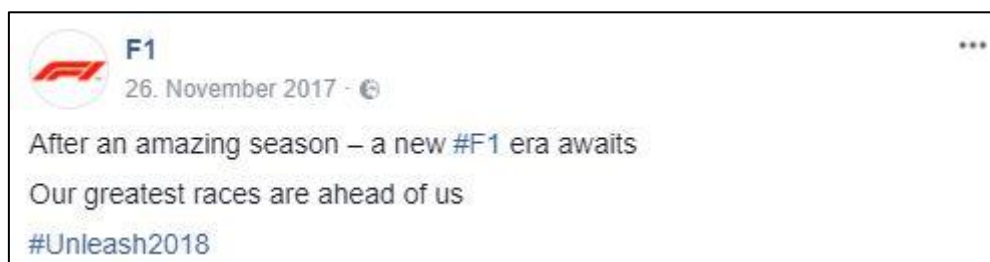 F1
26. November 2017 ·
After an amazing season – a new #F1 era awaits
Our greatest races are ahead of us
#Unleash2018